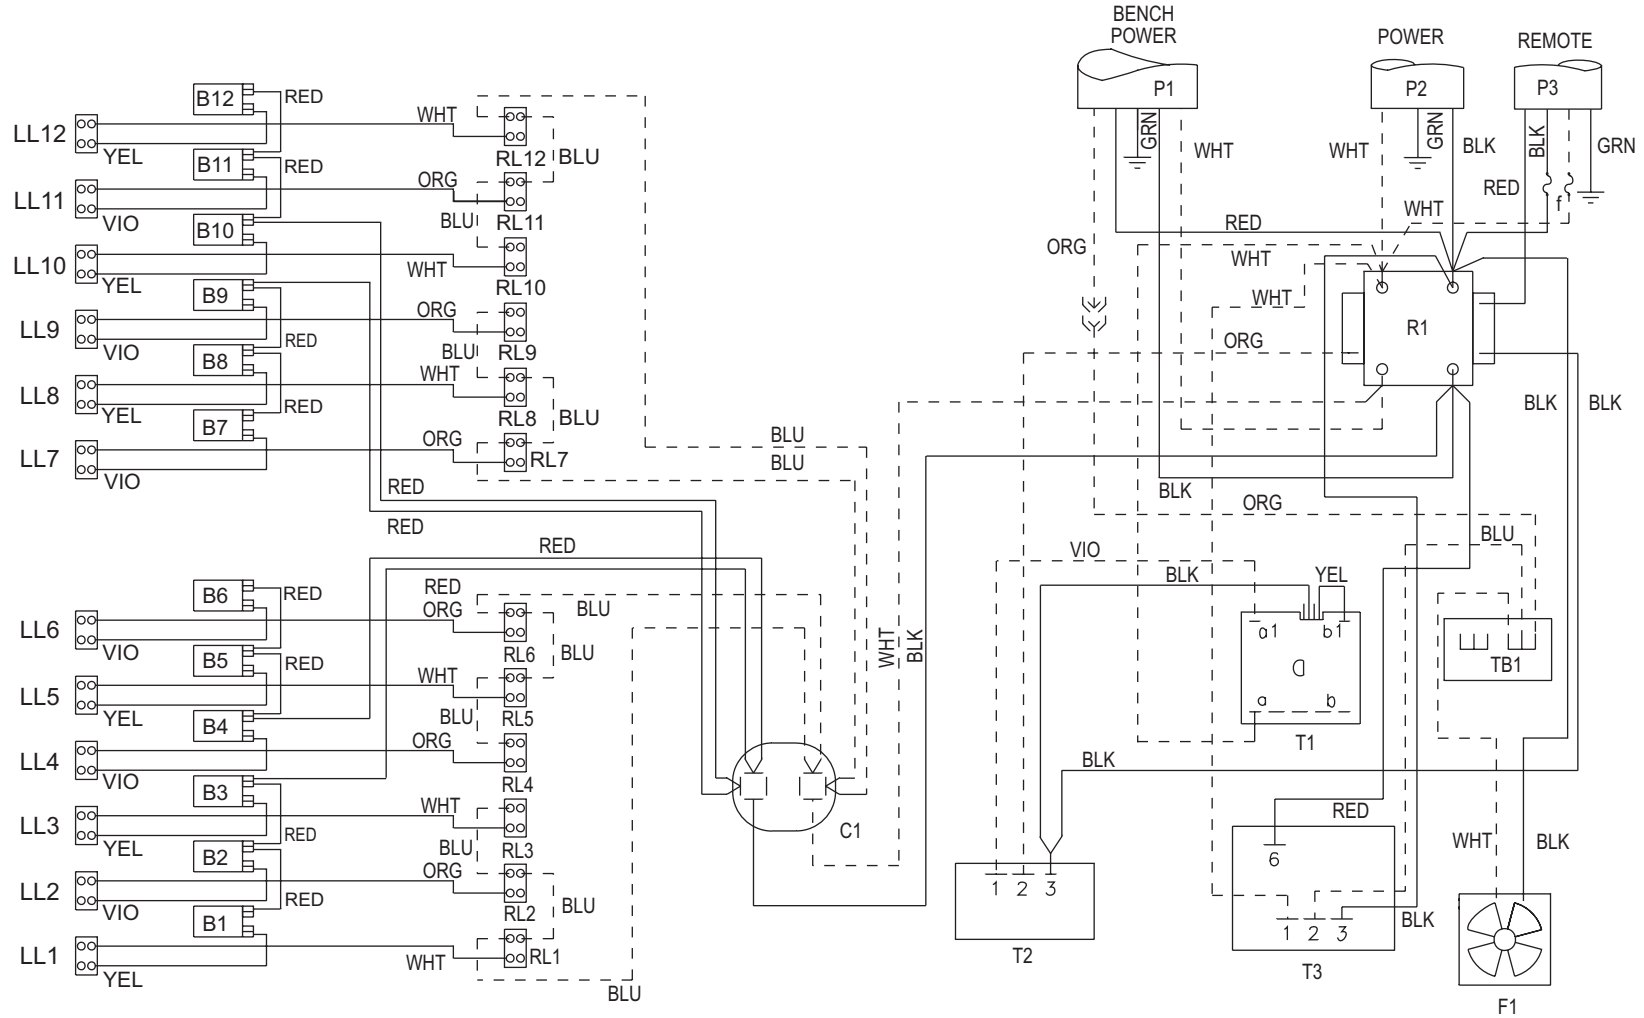 BENCH
POWER
POWER
REMOTE
P1
P2
P3
GRN
WHT
WHT
GRN
BLK
RED
BLK
GRN
f
WHT
ORG
RED
WHT
WHT
ORG
R1
BLK
BLK
B12
RED
WHT
LL12
YEL
RL12
BLU
B11
RED
ORG
LL11
VIO
BLU
RL11
B10
LL10
YEL
WHT
RL10
B9
ORG
LL9
VIO
RED
BLU
RL9
B8
WHT
LL8
YEL
RED
RL8
BLU
B7
ORG
LL7
VIO
RL7
BLU
BLU
RED
RED
BLK
ORG
BLU
RED
VIO
BLK
YEL
B6
RED
RED
ORG
BLU
LL6
VIO
RL6
BLU
B5
RED
WHT
LL5
YEL
BLU
RL5
B4
ORG
LL4
VIO
RL4
B3
WHT
LL3
YEL
RED
BLU
RL3
B2
ORG
LL2
VIO
RED
RL2
BLU
B1
LL1
YEL
WHT
RL1
BLU
WHT
BLK
C1
a1
b1
D
a
b
T1
TB1
BLK
RED
WHT
BLK
1
2
3
T2
6
1
2
3
BLK
T3
F1